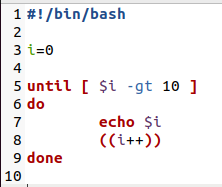 1 #!/bin/bash
2
3 i=0
4
5 until [ $i -gt 10 ]
6 do
7         echo $i
8         ((i++))
9 done
10